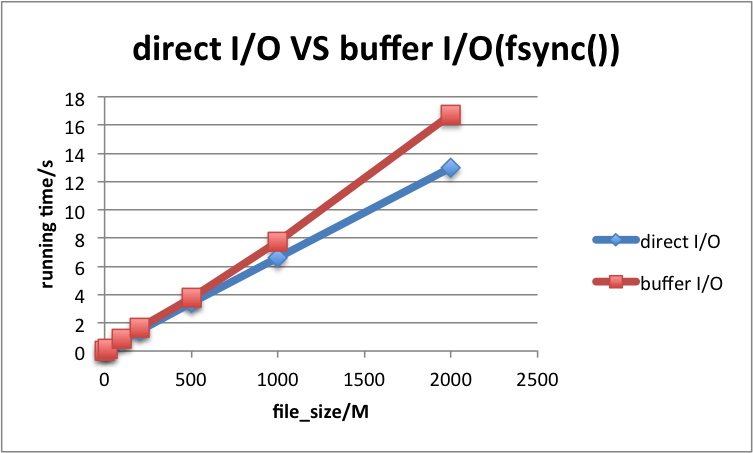 direct I/O VS buffer I/O(fsync())
18
16
14
12
10
8
6
4
2
0
running time/s
0 500 1000 1500 2000 2500
file_size/M
direct I/O
buffer I/O